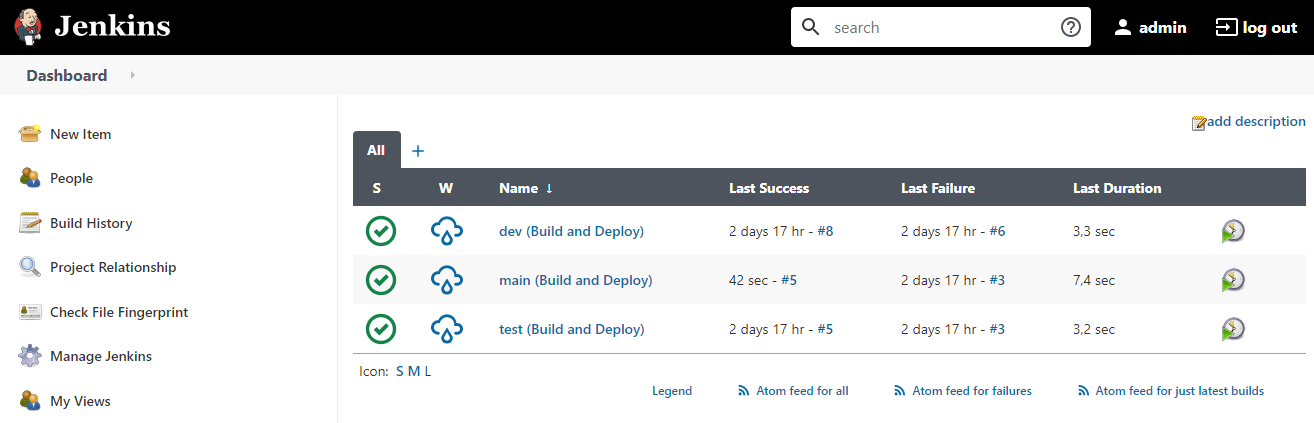 Jenkins search admin log out
Dashboard
add description
New Item
People
Build History
Project Relationship
Check File Fingerprint
Manage Jenkins
My Views
All +
S W Name ↓ Last Success Last Failure Last Duration
dev (Build and Deploy) 2 days 17 hr - #8 2 days 17 hr - #6 3,3 sec
main (Build and Deploy) 42 sec - #5 2 days 17 hr - #3 7,4 sec
test (Build and Deploy) 2 days 17 hr - #5 2 days 17 hr - #3 3,2 sec
Icon: S M L
Legend Atom feed for all Atom feed for failures Atom feed for just latest builds